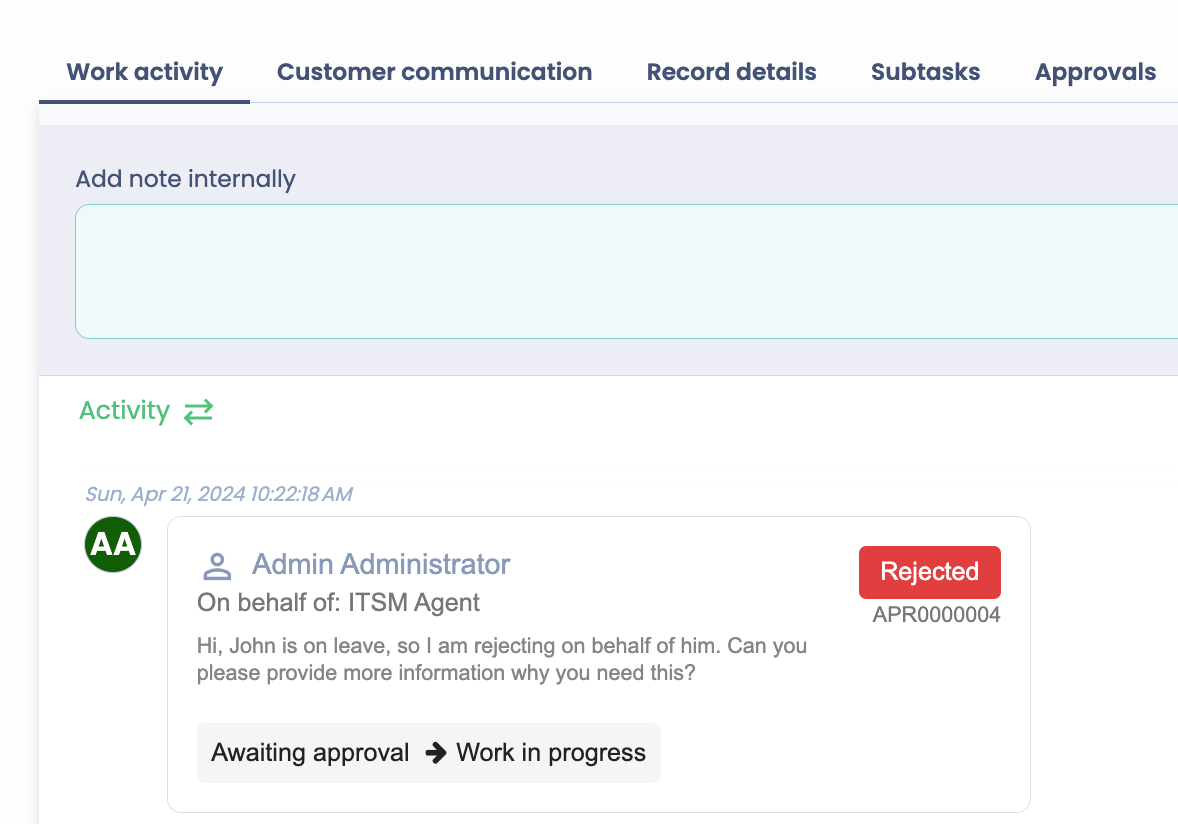 Work activity Customer communication Record details Subtasks Approvals
Add note internally
Activity
Sun, Apr 21, 2024 10:22:18 AM
AA
Admin Administrator
Rejected
On behalf of: ITSM Agent
APR0000004
Hi, John is on leave, so I am rejecting on behalf of him. Can you
please provide more information why you need this?
Awaiting approval → Work in progress